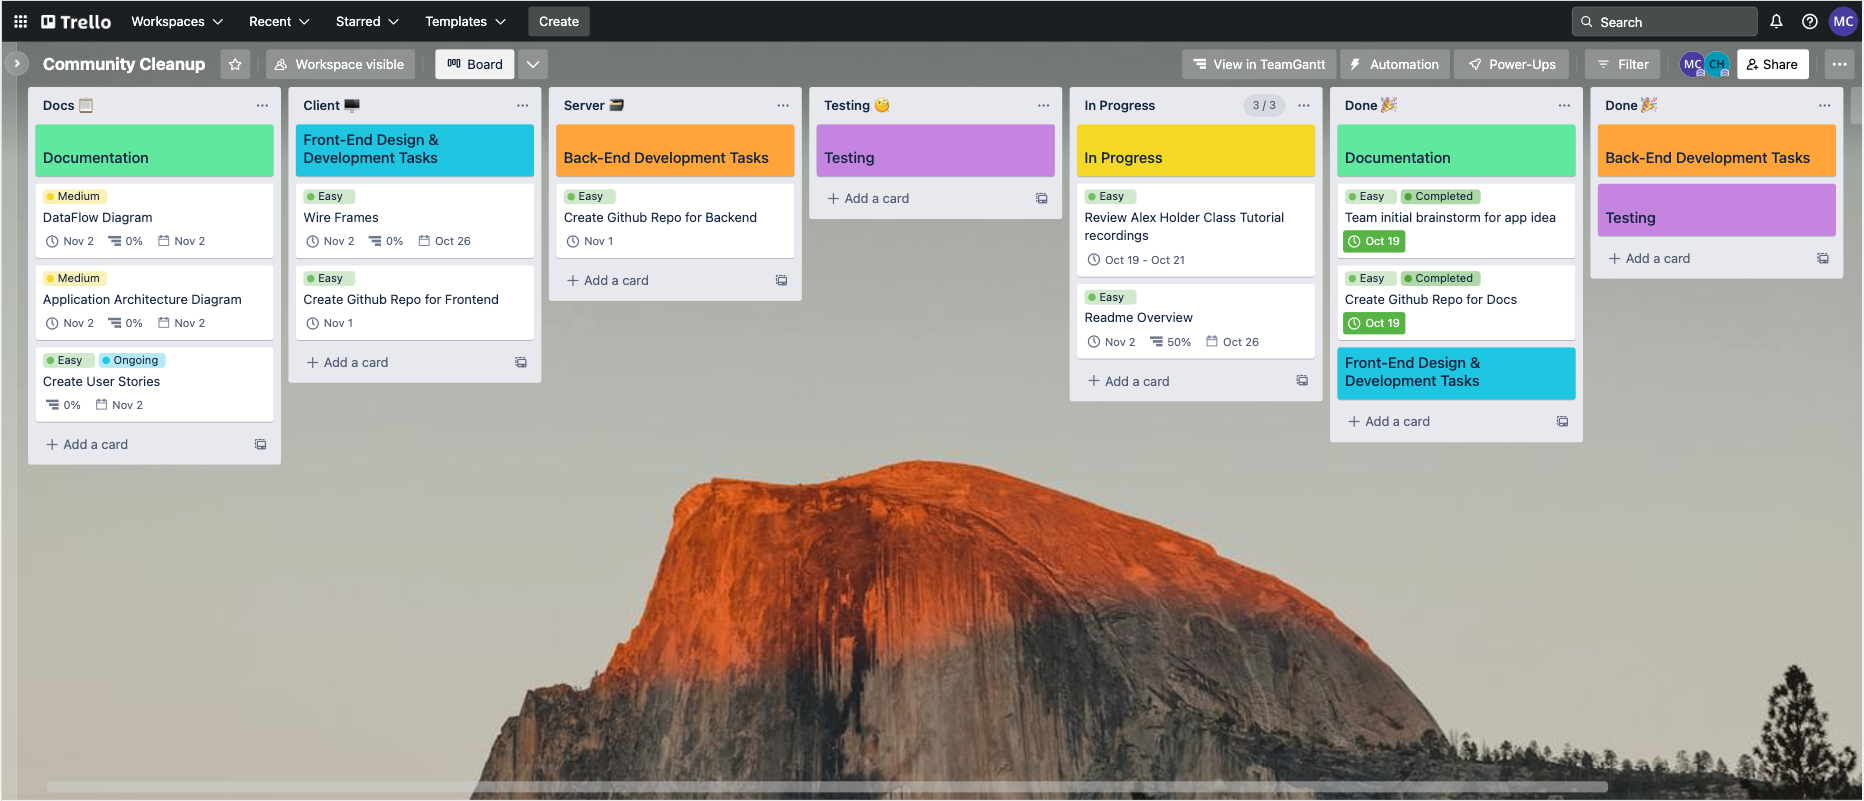 Trello
Workspaces
Recent
Starred
Templates
Create
Search
MC
Community Cleanup
Workspace visible
Board
View in TeamGantt
Automation
Power-Ups
Filter
MC
CH
Share
Docs
Documentation
Medium
DataFlow Diagram
Nov 2 0% Nov 2
Medium
Application Architecture Diagram
Nov 2 0% Nov 2
Easy Ongoing
Create User Stories
0% Nov 2
Add a card
Client
Front-End Design &
Development Tasks
Easy
Wire Frames
Nov 2 0% Oct 26
Easy
Create Github Repo for Frontend
Nov 1
Add a card
Server
Back-End Development Tasks
Easy
Create Github Repo for Backend
Nov 1
Add a card
Testing
Testing
Add a card
In Progress 3 / 3
In Progress
Easy
Review Alex Holder Class Tutorial
recordings
Oct 19 - Oct 21
Easy
Readme Overview
Nov 2 50% Oct 26
Add a card
Done
Documentation
Easy Completed
Team initial brainstorm for app idea
Oct 19
Easy Completed
Create Github Repo for Docs
Oct 19
Front-End Design &
Development Tasks
Add a card
Done
Back-End Development Tasks
Testing
Add a card